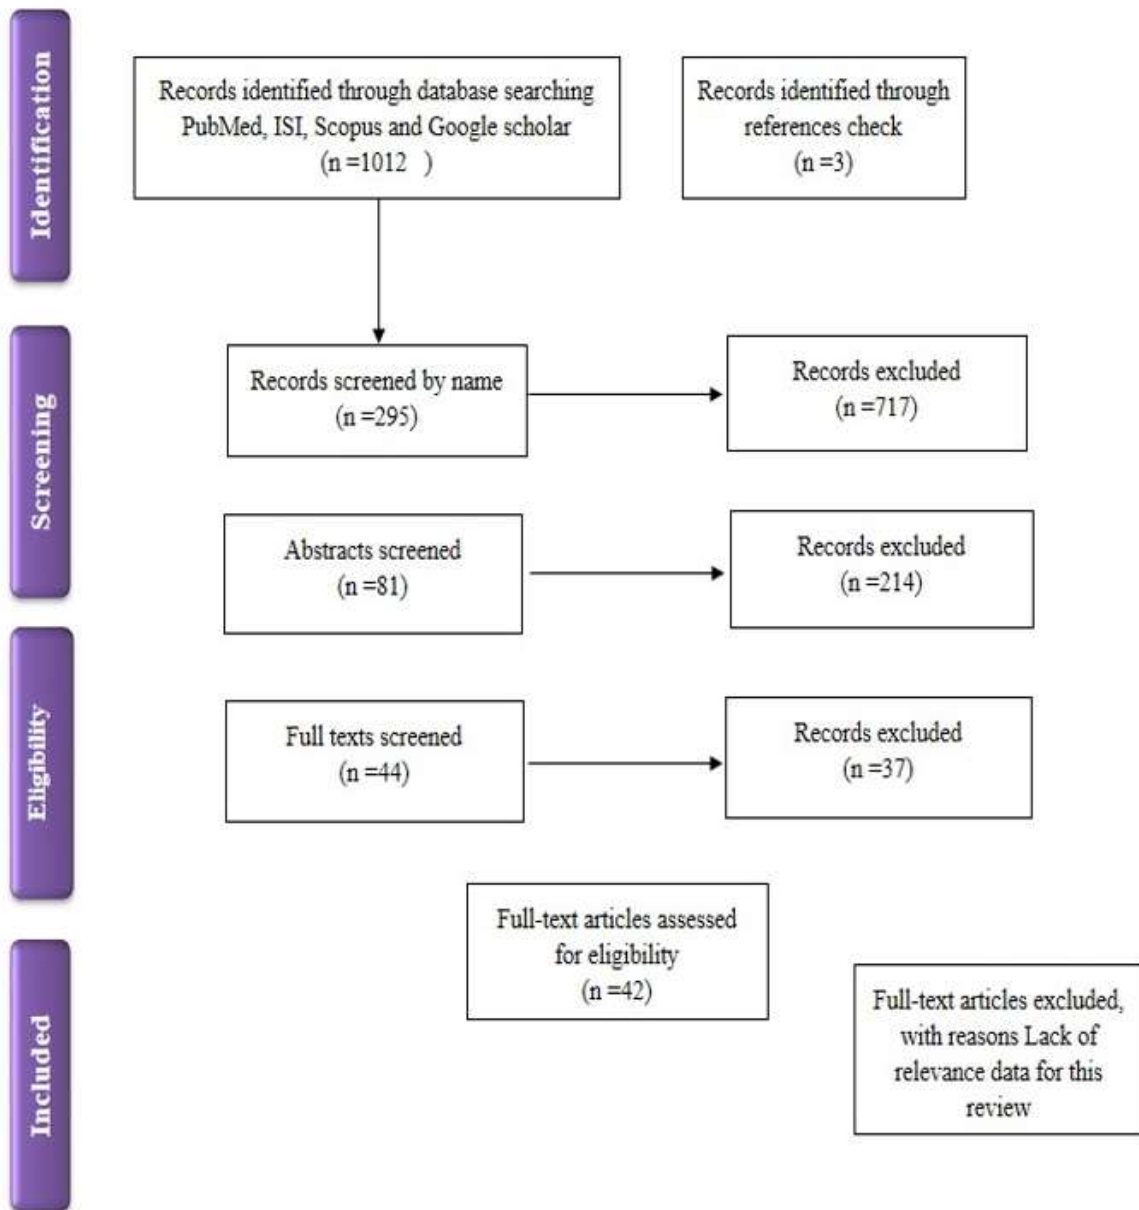 Identification
Records identified through database searching
PubMed, ISI, Scopus and Google scholar
(n =1012   )
Records identified through
references check
(n =3)
Screening
Records screened by name
(n =295)
Records excluded
(n =717)
Abstracts screened
(n =81)
Records excluded
(n =214)
Eligibility
Full texts screened
(n =44)
Records excluded
(n =37)
Full-text articles assessed
for eligibility
(n =42)
Included
Full-text articles excluded,
with reasons Lack of
relevance data for this
review